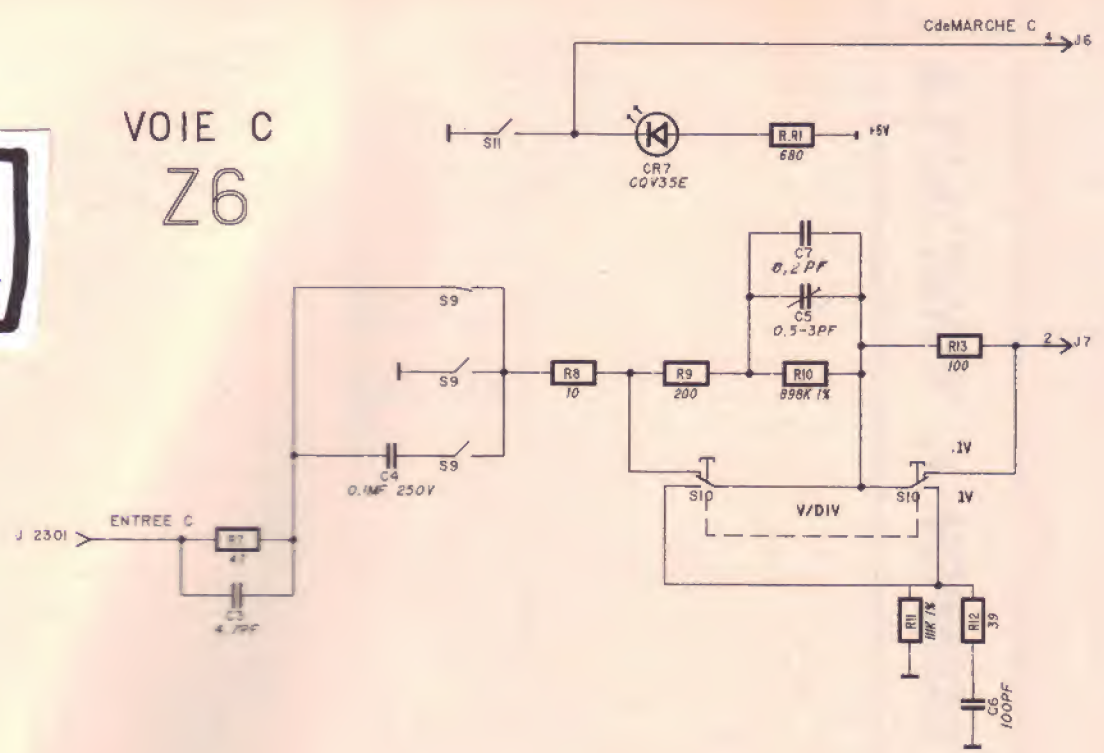 CdeMARCHE C
4
J6
VOIE C
Z6
S11
CR7
CQV35E
R.R1
680
+5V
C7
8,2 PF
C5
0.5-3PF
S9
S9
S9
R8
10
R9
200
R10
898K 1%
R13
100
2
J7
C4
0.1MF 250V
S10
S10
.1V
1V
V/DIV
J 2301
ENTREE C
R7
47
C3
4.7PF
R11
111K 1%
R12
39
C6
100PF